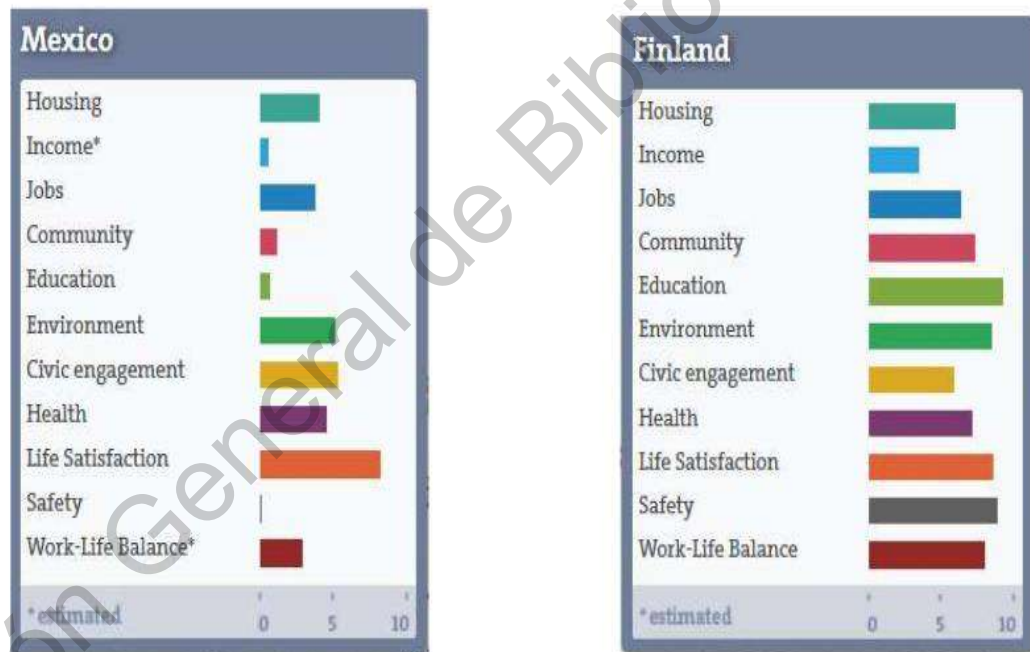 Mexico
Housing
Income*
Jobs
Community
Education
Environment
Civic engagement
Health
Life Satisfaction
Safety
Work-Life Balance*
*estimated
0 5 10
Finland
Housing
Income
Jobs
Community
Education
Environment
Civic engagement
Health
Life Satisfaction
Safety
Work-Life Balance
*estimated
0 5 10
ón General de Biblio